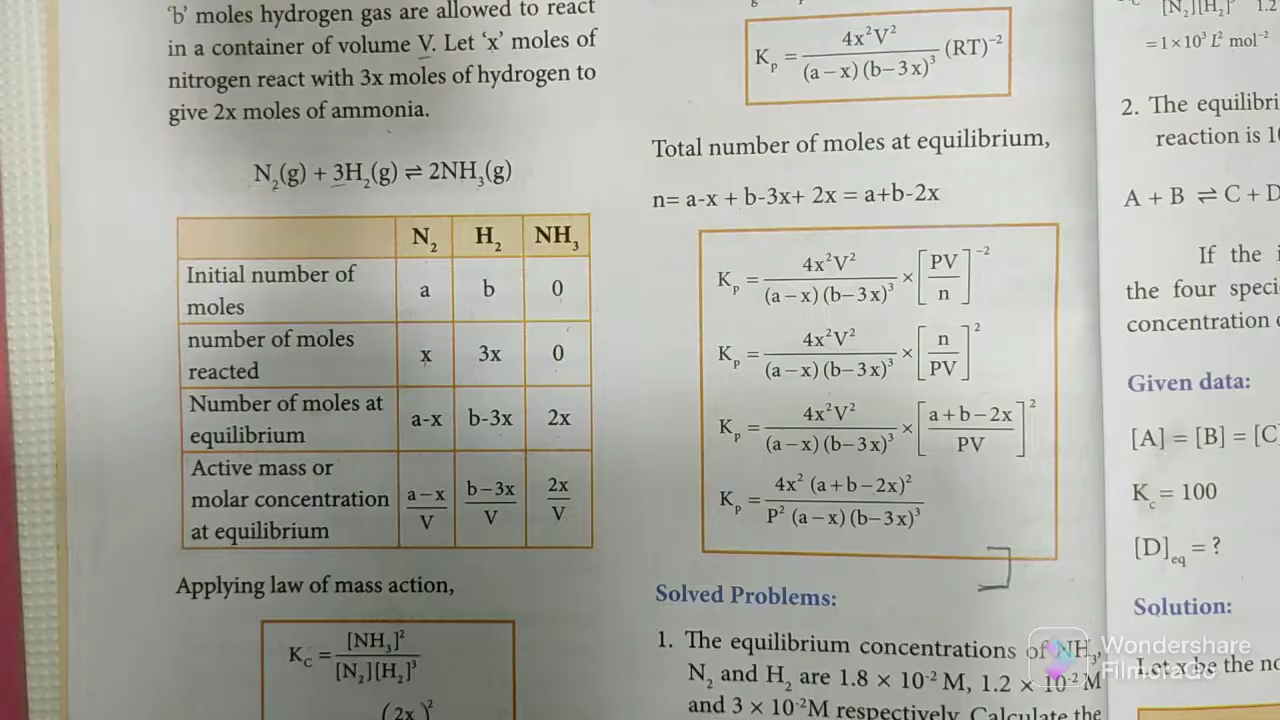 'b' moles hydrogen gas are allowed to react
in a container of volume V. Let 'x' moles of
nitrogen react with 3x moles of hydrogen to
give 2x moles of ammonia.
N₂(g) + 3H₂(g) ⇌ 2NH₃(g)
N₂ H₂ NH₃
Initial number of
moles a b 0
number of moles
reacted x 3x 0
Number of moles at
equilibrium a-x b-3x 2x
Active mass or
molar concentration
at equilibrium (a−x)/V (b−3x)/V 2x/V
Applying law of mass action,
K_C = [NH₃]²/[N₂][H₂]³
(2x)²
K_p = 4x²V²/(a−x)(b−3x)³ (RT)⁻²
Total number of moles at equilibrium,
n= a-x + b-3x+ 2x = a+b-2x
K_p = 4x²V²/(a−x)(b−3x)³ × [PV/n]⁻²
K_p = 4x²V²/(a−x)(b−3x)³ × [n/PV]²
K_p = 4x²V²/(a−x)(b−3x)³ × [a+b−2x/PV]²
K_p = 4x² (a+b−2x)²/P² (a−x)(b−3x)³
Solved Problems:
1. The equilibrium concentrations of NH₃,
N₂ and H₂ are 1.8 × 10⁻² M, 1.2 × 10⁻² M
and 3 × 10⁻²M respectively. Calculate the
[N₂][H₂]³ 1.2
=1×10³ L² mol⁻²
2. The equilibri
reaction is 10
A + B ⇌ C + D
If the i
the four speci
concentration
Given data:
[A] = [B] = [C]
K_c = 100
[D]_eq = ?
Solution:
Let x be the no
Wondershare
Filmora